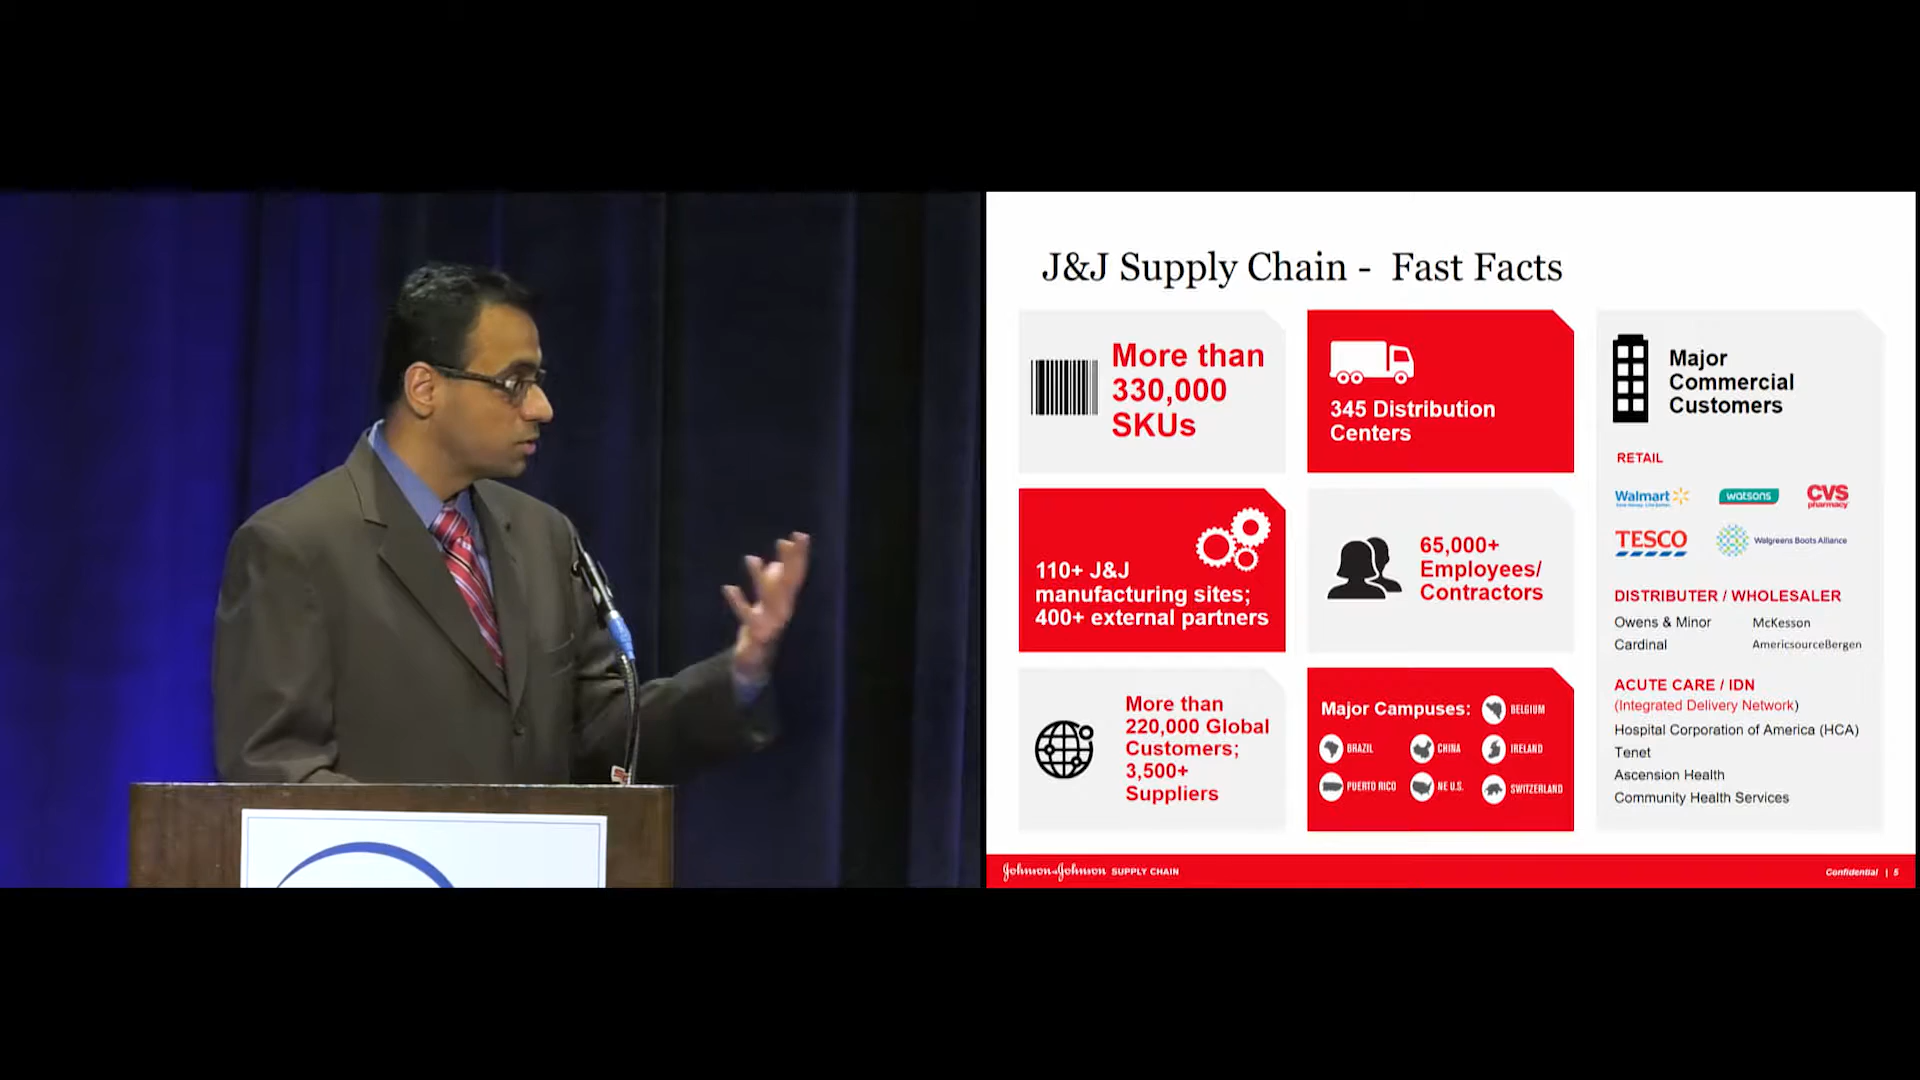 J&J Supply Chain - Fast Facts
More than
330,000
SKUs
345 Distribution
Centers
110+ J&J
manufacturing sites;
400+ external partners
65,000+
Employees/
Contractors
More than
220,000 Global
Customers;
3,500+
Suppliers
Major Campuses:
BELGIUM
BRAZIL
CHINA
IRELAND
PUERTO RICO
NE U.S.
SWITZERLAND
Major
Commercial
Customers
RETAIL
Walmart
watsons
CVS
pharmacy
TESCO
Walgreens Boots Alliance
DISTRIBUTER / WHOLESALER
Owens & Minor McKesson
Cardinal AmericsourceBergen
ACUTE CARE / IDN
(Integrated Delivery Network)
Hospital Corporation of America (HCA)
Tenet
Ascension Health
Community Health Services
Johnson & Johnson SUPPLY CHAIN
Confidential | 5